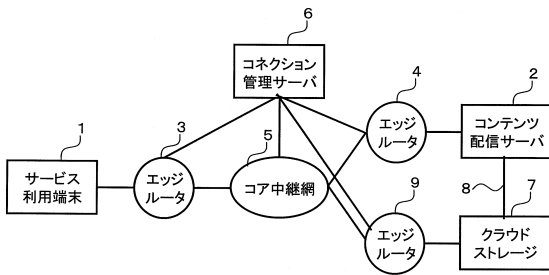 6
コネクション
管理サーバ
4
2
エッジ
ルータ
コンテンツ
配信サーバ
1
3
5
サービス
利用端末
エッジ
ルータ
コア中継網
8
7
9
エッジ
ルータ
クラウド
ストレージ